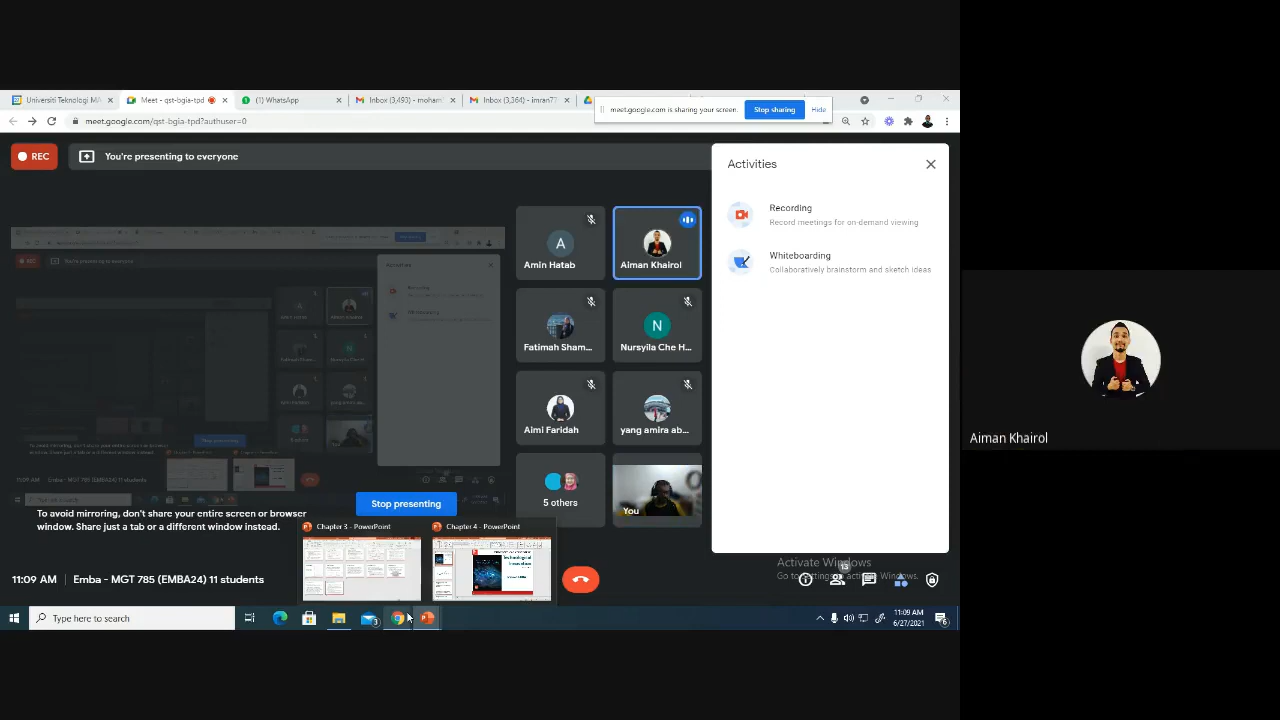 Universiti Teknologi MA
Meet - qst-bgia-tpd
(1) WhatsApp
Inbox (3,493) - moham
Inbox (3,364) - imran7
meet.google.com is sharing your screen.
Stop sharing
Hide
meet.google.com/qst-bgia-tpd?authuser=0
REC
You're presenting to everyone
Activities
Recording
Record meetings for on-demand viewing
Whiteboarding
Collaboratively brainstorm and sketch ideas
A
Amin Hatab
Aiman Khairol
Fatimah Sham...
N
Nursyila Che H...
Aimi Faridah
yang amira ab...
5 others
You
Stop presenting
To avoid mirroring, don't share your entire screen or browser
window. Share just a tab or a different window instead.
Chapter 3 - PowerPoint
Chapter 4 - PowerPoint
11:09 AM | Emba - MGT 785 (EMBA24) 11 students
Activate Windows
13
Type here to search
3
11:09 AM
6/27/2021
6
Aiman Khairol